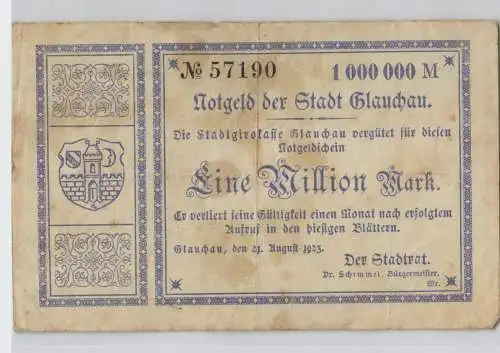 № 57190 1 000 000 M
Notgeld der Stadt Glauchau.
Die Stadtgirokasse Glauchau vergütet für diesen
Notgeldschein
Eine Million Mark.
Er verliert seine Gültigkeit einen Monat nach erfolgtem
Aufruf in den hiesigen Blättern.
Glauchau, den 21. August 1923.
Der Stadtrat.
Dr. Schimmel, Bürgermeister.
Wr.